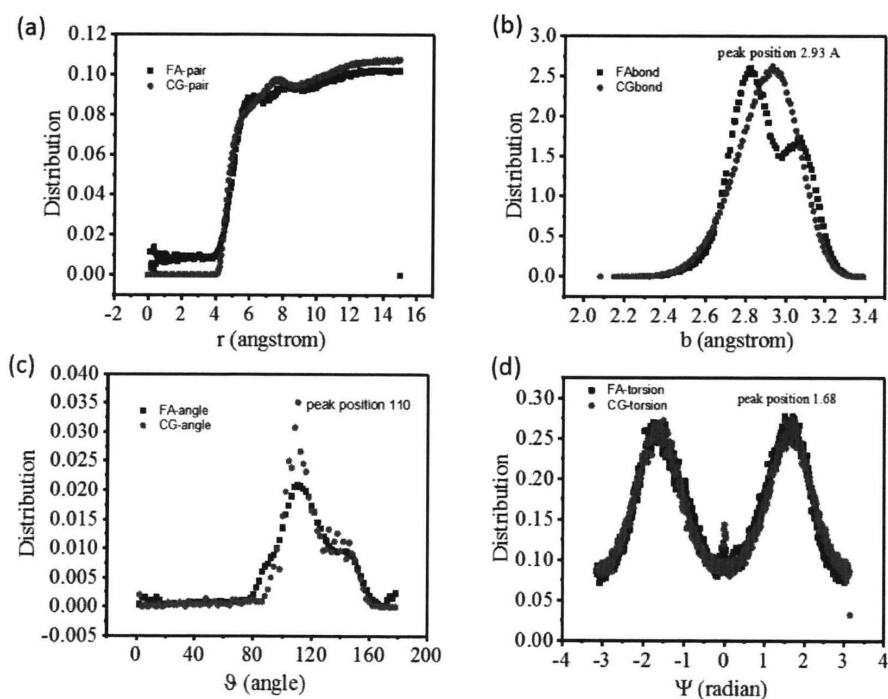 (a)
0.12
0.10
0.08
0.06
0.04
0.02
0.00
Distribution
FA-pair
CG-pair
-2 0 2 4 6 8 10 12 14 16
r (angstrom)
(b)
3.0
2.5
2.0
1.5
1.0
0.5
0.0
Distribution
peak position 2.93 A
FAbond
CGbond
2.0 2.2 2.4 2.6 2.8 3.0 3.2 3.4
b (angstrom)
(c)
0.040
0.035
0.030
0.025
0.020
0.015
0.010
0.005
0.000
-0.005
Distribution
FA-angle
CG-angle
peak position 110
0 40 80 120 160 200
ϑ (angle)
(d)
0.30
0.25
0.20
0.15
0.10
0.05
0.00
Distribution
FA-torsion
CG-torsion
peak position 1.68
-4 -3 -2 -1 0 1 2 3 4
Ψ (radian)